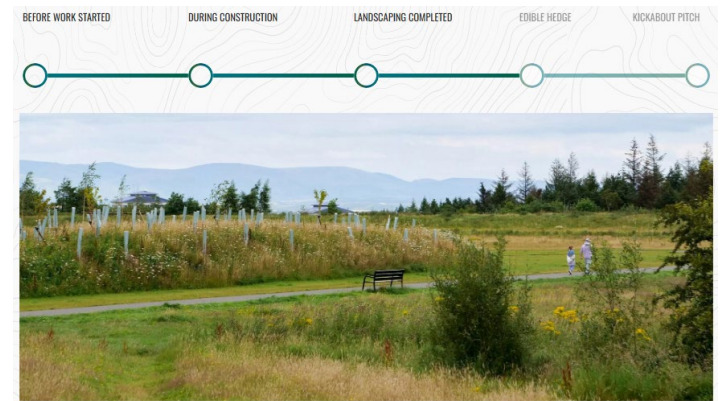 BEFORE WORK STARTED
DURING CONSTRUCTION
LANDSCAPING COMPLETED
EDIBLE HEDGE
KICKABOUT PITCH